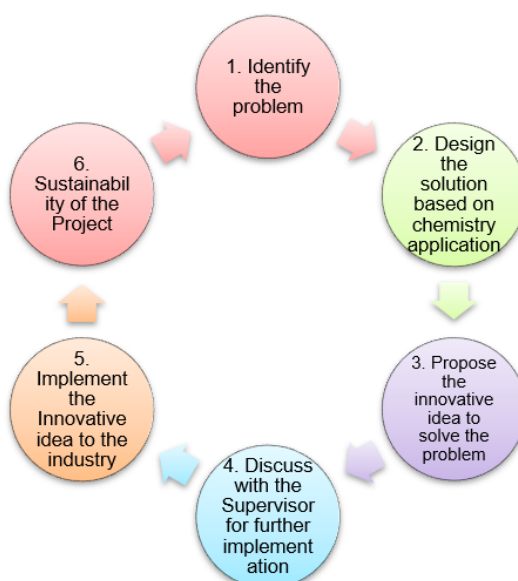 1. Identify
the
problem
2. Design
the
solution
based on
chemistry
application
3. Propose
the
innovative
idea to
solve the
problem
4. Discuss
with the
Supervisor
for further
implement
ation
5.
Implement
the
Innovative
idea to the
industry
6.
Sustainabil
ity of the
Project